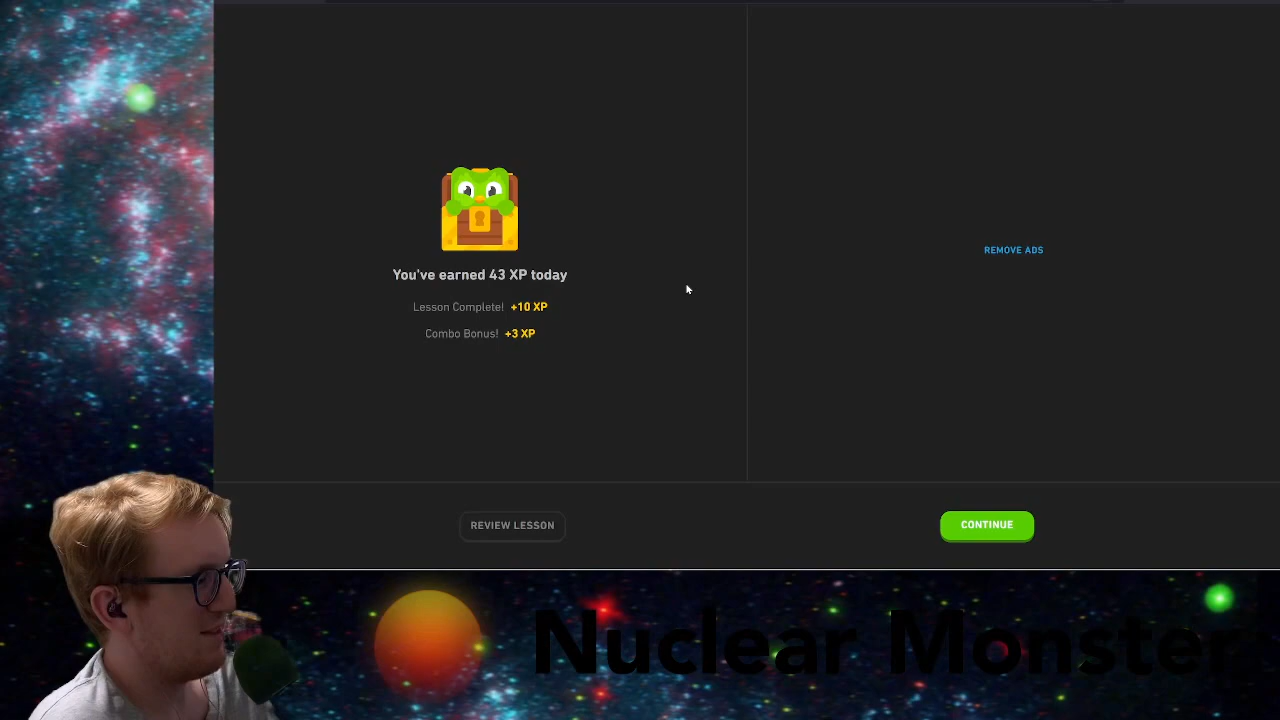 You've earned 43 XP today
Lesson Complete! +10 XP
Combo Bonus! +3 XP
REMOVE ADS
REVIEW LESSON
CONTINUE
Nuclear Monster